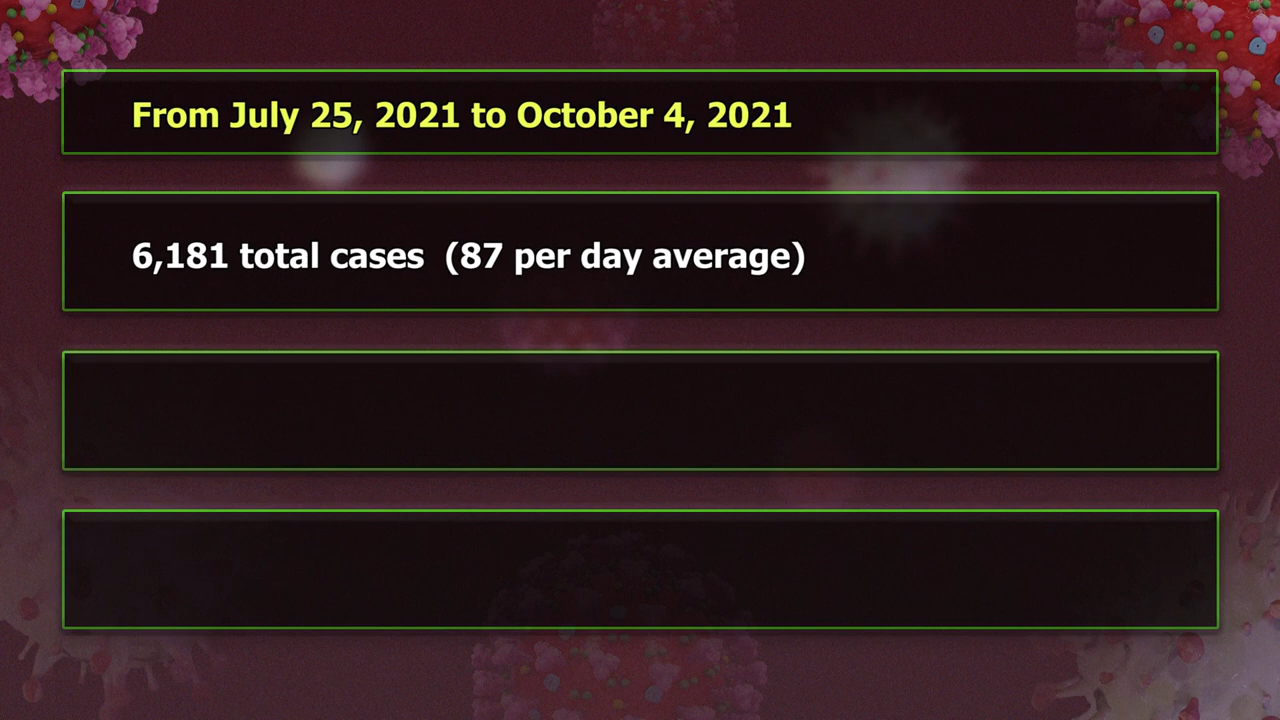 From July 25, 2021 to October 4, 2021
6,181 total cases (87 per day average)